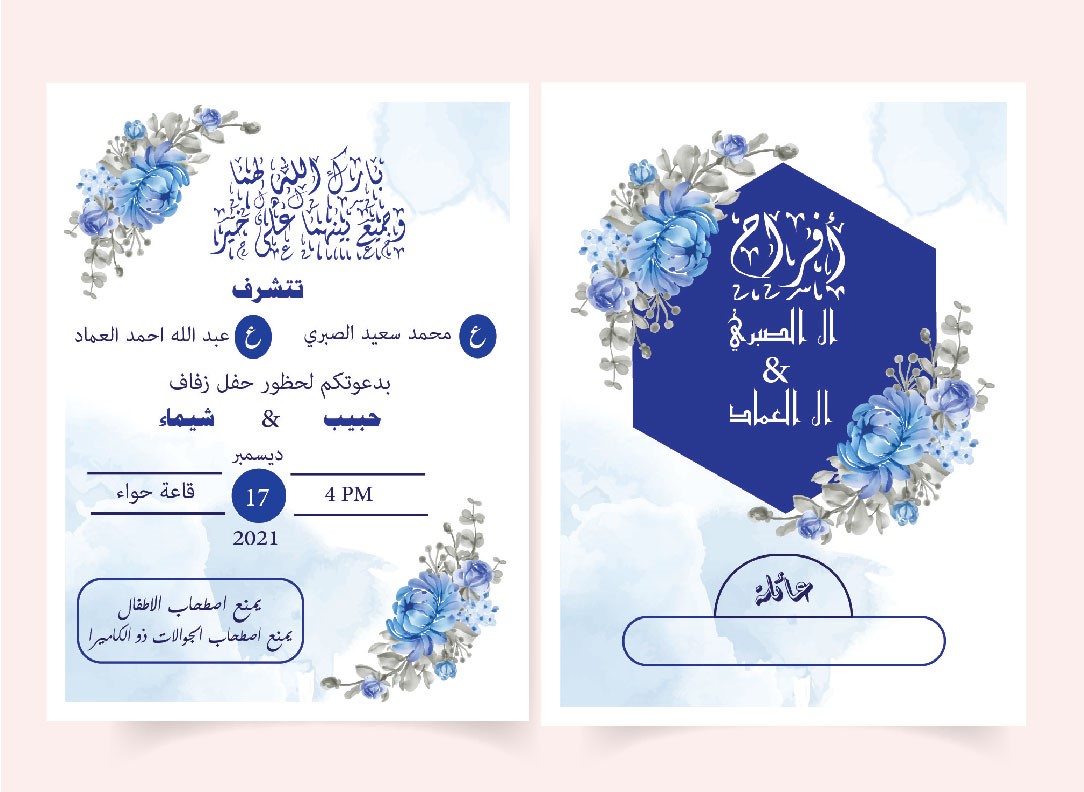 بارك الله لهما
وجمع بينهما على خير
تتشرف
ع محمد سعيد الصبري ع عبد الله احمد العماد
بدعوتكم لحظور حفل زفاف
حبيب & شيماء
ديسمبر
4 PM 17 قاعة حواء
2021
يمنع اصطحاب الاطفال
يمنع اصطحاب الجوالات ذو الكاميرا
أفراح
ال الصبري
&
ال العماد
عائلة